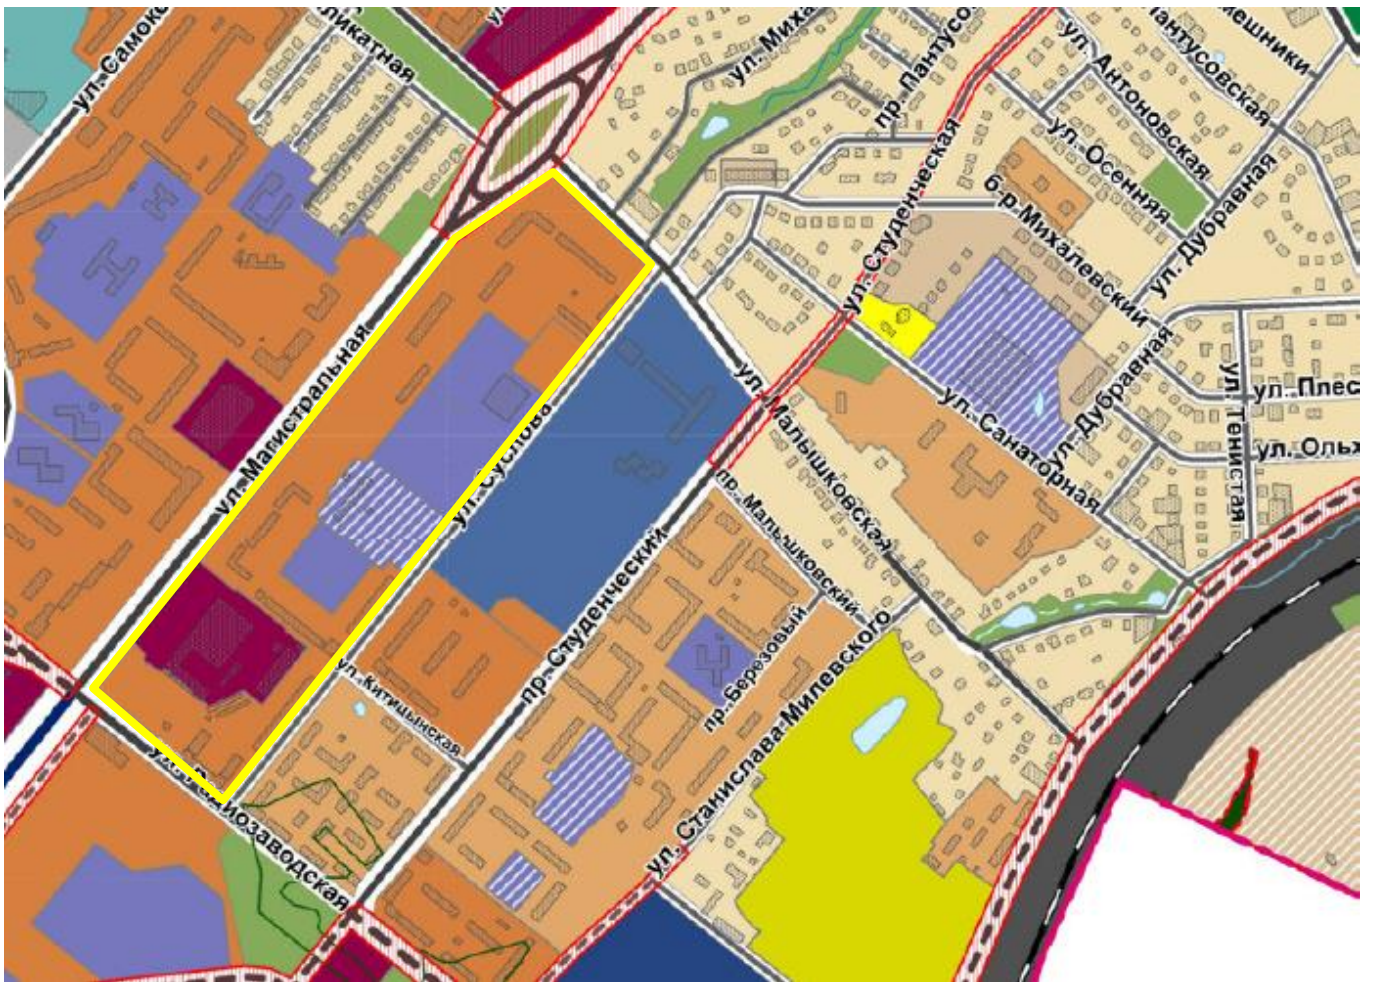 ул. Само
ликатная
ул. Миха
пр. Пантусо
Пантусовская
мешники
ул. Антоновская
ул. Осенняя
ул. Дубравная
б-р Михалевский
ул. Студенческая
ул. Магистральная
ул. Суслова
ул. Малышковская
ул. Санаторная
ул. Дубравная
ул. Тенистая
ул. Плес
ул. Ольх
пр. Малышковский
пр. Студенческий
пр. Березовый
ул. Станислава Милевского
ул. Китицынская
ул. Радиозаводская